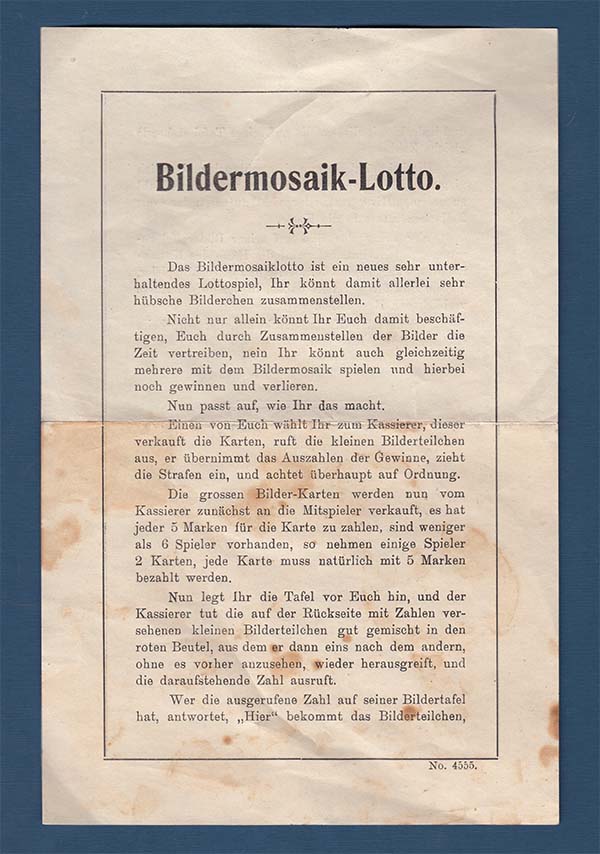 Bildermosaik-Lotto.
Das Bildermosaiklotto ist ein neues sehr unter-
haltendes Lottospiel, Ihr könnt damit allerlei sehr
hübsche Bilderchen zusammenstellen.
Nicht nur allein könnt Ihr Euch damit beschäf-
tigen, Euch durch Zusammenstellen der Bilder die
Zeit vertreiben, nein Ihr könnt auch gleichzeitig
mehrere mit dem Bildermosaik spielen und hierbei
noch gewinnen und verlieren.
Nun passt auf, wie Ihr das macht.
Einen von Euch wählt Ihr zum Kassierer, dieser
verkauft die Karten, ruft die kleinen Bilderteilchen
aus, er übernimmt das Auszahlen der Gewinne, zieht
die Strafen ein, und achtet überhaupt auf Ordnung.
Die grossen Bilder-Karten werden nun vom
Kassierer zunächst an die Mitspieler verkauft, es hat
jeder 5 Marken für die Karte zu zahlen, sind weniger
als 6 Spieler vorhanden, so nehmen einige Spieler
2 Karten, jede Karte muss natürlich mit 5 Marken
bezahlt werden.
Nun legt Ihr die Tafel vor Euch hin, und der
Kassierer tut die auf der Rückseite mit Zahlen ver-
sehenen kleinen Bilderteilchen gut gemischt in den
roten Beutel, aus dem er dann eins nach dem andern,
ohne es vorher anzusehen, wieder herausgreift, und
die daraufstehende Zahl ausruft.
Wer die ausgerufene Zahl auf seiner Bildertafel
hat, antwortet, „Hier“ bekommt das Bilderteilchen,
No. 4555.